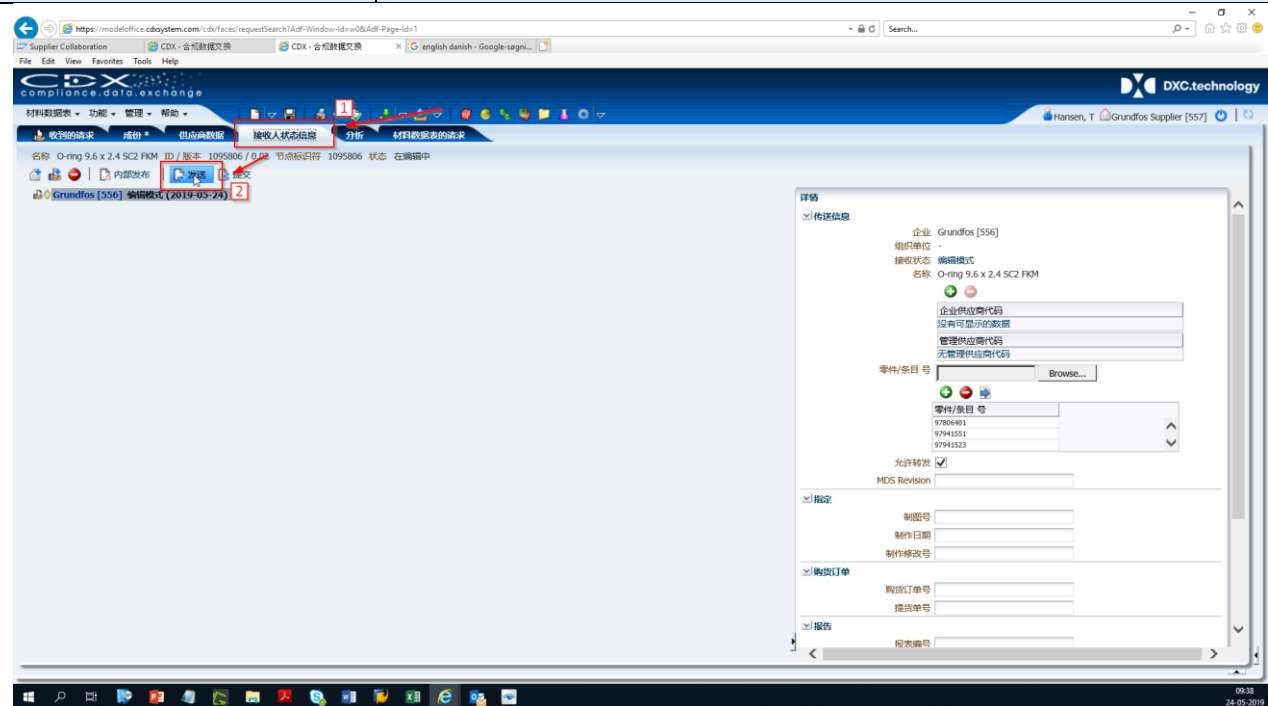 https://modeloffice.cdxsystem.com/cdx/faces/requestSearch?Adf-Window-Id=w0&Adf-Page-Id=1
Search...
Supplier Collaboration
CDX - 合规数据交换
CDX - 合规数据交换
english danish - Google-søgni...
File Edit View Favorites Tools Help
CDX
compliance.data.exchange
DXC.technology
材料数据表 功能 管理 帮助
1
Hansen, T Grundfos Supplier [557]
收到的请求 成份 * 供应商数据 接收人状态信息 分析 材料数据表的请求
名称 O-ring 9.6 x 2.4 SC2 FKM ID / 版本 1095806 / 0.02 节点标识符 1095806 状态 在编辑中
内部发布 发送 提交
Grundfos [556] 编辑模式 (2019-05-24)
2
详情
传送信息
企业 Grundfos [556]
组织单位 -
接收状态 编辑模式
名称 O-ring 9.6 x 2.4 SC2 FKM
企业供应商代码
没有可显示的数据
管理供应商代码
无管理供应商代码
零件/条目 号
Browse...
零件/条目 号
97806401
97941551
97941523
允许转发
MDS Revision
指定
制图号
制作日期
制作修改号
购货订单
购货订单号
提货单号
报告
报表编号
09:38
24-05-2019